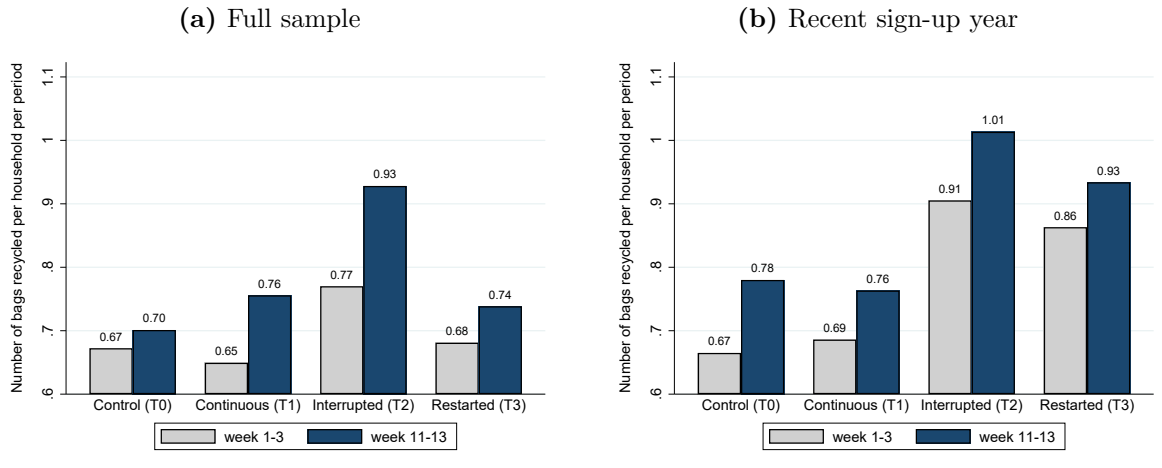 (a) Full sample
Number of bags recycled per household per period
1.1
1
.9
.8
.7
.6
0.67
0.70
0.65
0.76
0.77
0.93
0.68
0.74
Control (T0)
Continuous (T1)
Interrupted (T2)
Restarted (T3)
week 1-3
week 11-13
(b) Recent sign-up year
Number of bags recycled per household per period
1.1
1
.9
.8
.7
.6
0.67
0.78
0.69
0.76
0.91
1.01
0.86
0.93
Control (T0)
Continuous (T1)
Interrupted (T2)
Restarted (T3)
week 1-3
week 11-13